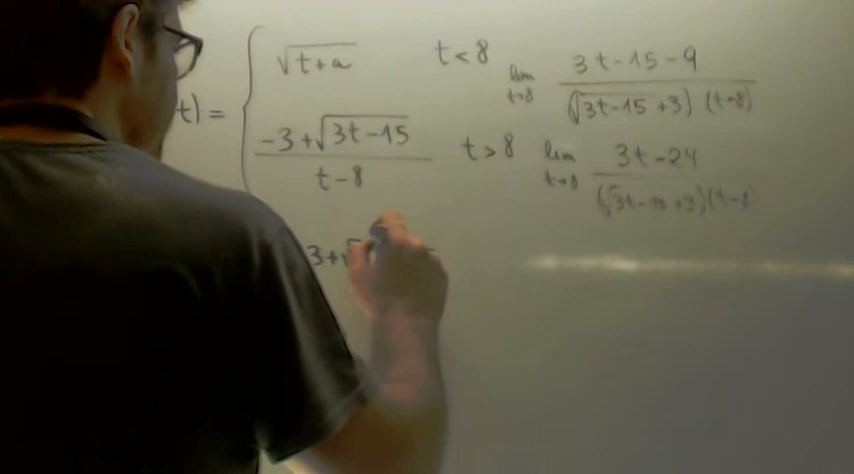 t) =
√t+a t<8
-3+√3t-15 / t-8 t>8
3+√
lim t→8 3t-15-9 / (√3t-15+3)(t-8)
lim t→8 3t-24 / (√3t-15+3)(t-8)